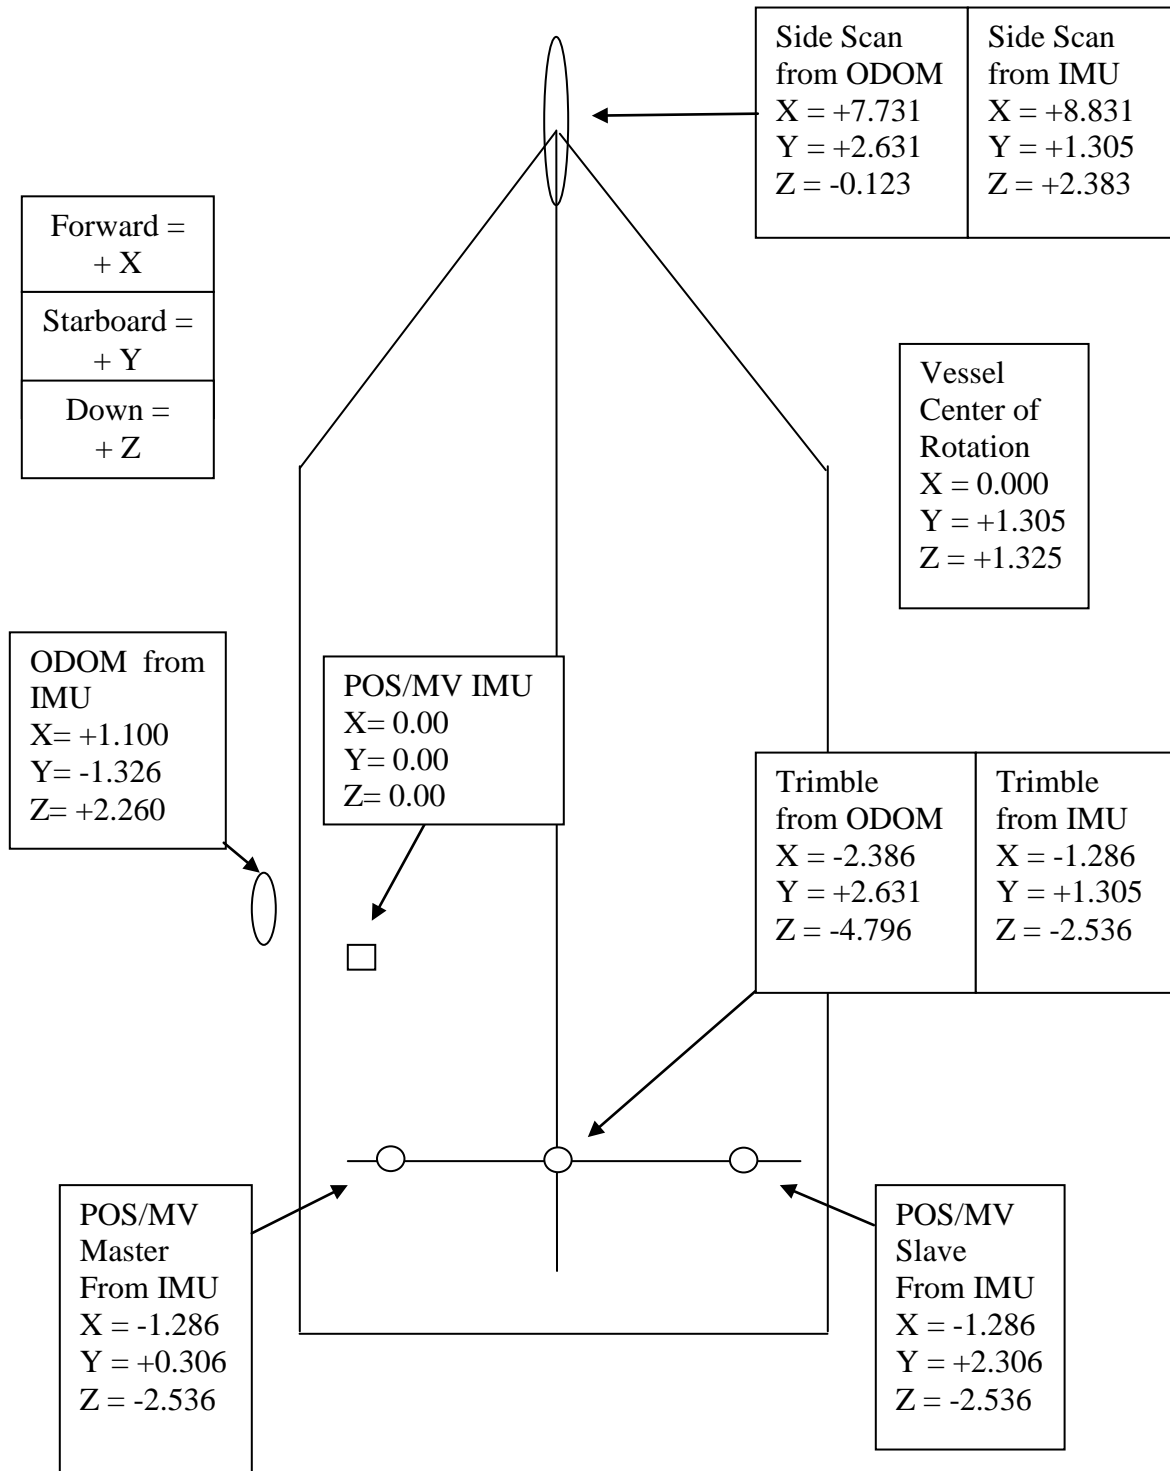 Side Scan
from ODOM
X = +7.731
Y = +2.631
Z = -0.123
Side Scan
from IMU
X = +8.831
Y = +1.305
Z = +2.383
Forward =
+ X
Starboard =
+ Y
Down =
+ Z
Vessel
Center of
Rotation
X = 0.000
Y = +1.305
Z = +1.325
ODOM from
IMU
X= +1.100
Y= -1.326
Z= +2.260
POS/MV IMU
X= 0.00
Y= 0.00
Z= 0.00
Trimble
from ODOM
X = -2.386
Y = +2.631
Z = -4.796
Trimble
from IMU
X = -1.286
Y = +1.305
Z = -2.536
POS/MV
Master
From IMU
X = -1.286
Y = +0.306
Z = -2.536
POS/MV
Slave
From IMU
X = -1.286
Y = +2.306
Z = -2.536